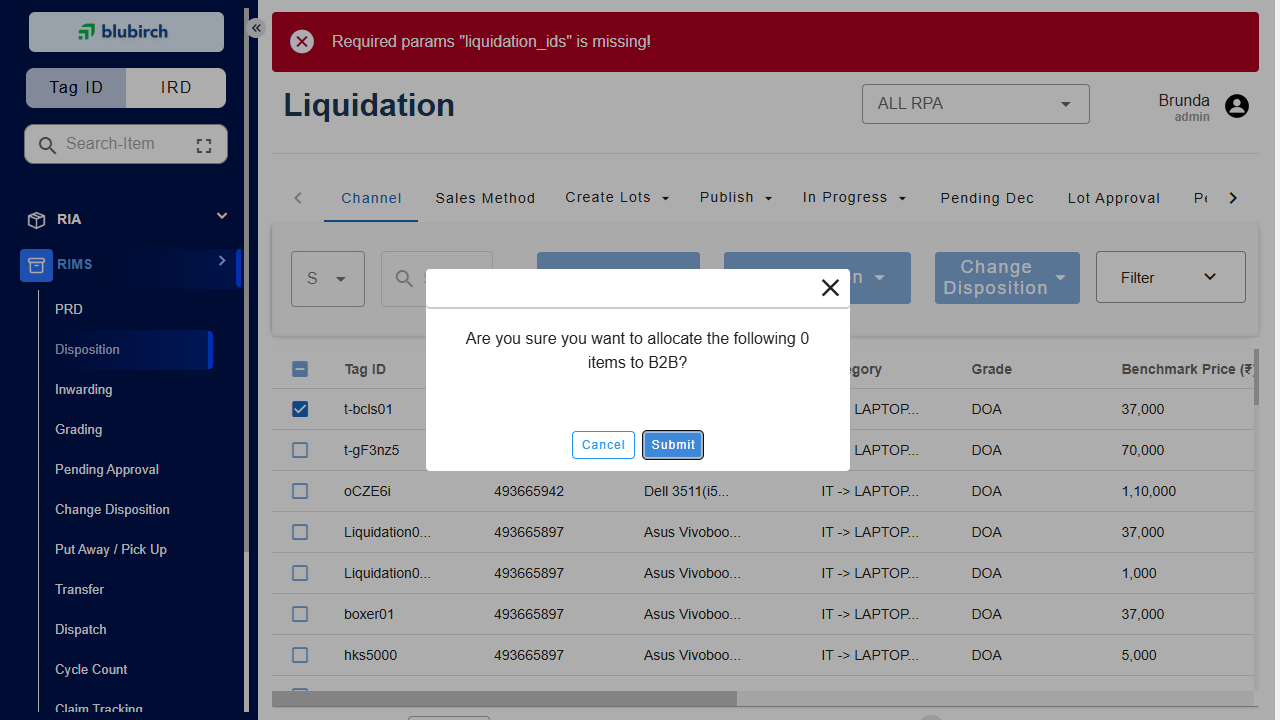 blubirch
Tag ID
IRD
Search-Item
RIA
RIMS
PRD
Disposition
Inwarding
Grading
Pending Approval
Change Disposition
Put Away / Pick Up
Transfer
Dispatch
Cycle Count
Claim Tracking
Required params "liquidation_ids" is missing!
Liquidation
ALL RPA
Brunda
admin
Channel
Sales Method
Create Lots
Publish
In Progress
Pending Dec
Lot Approval
S
Change
Disposition
Filter
Are you sure you want to allocate the following 0
items to B2B?
Cancel
Submit
Tag ID Grade Benchmark Price (₹)
t-bcls01 LAPTOP... DOA 37,000
t-gF3nz5 LAPTOP... DOA 70,000
oCZE6i 493665942 Dell 3511(i5... IT -> LAPTOP... DOA 1,10,000
Liquidation0... 493665897 Asus Vivoboo... IT -> LAPTOP... DOA 37,000
Liquidation0... 493665897 Asus Vivoboo... IT -> LAPTOP... DOA 1,000
boxer01 493665897 Asus Vivoboo... IT -> LAPTOP... DOA 37,000
hks5000 493665897 Asus Vivoboo... IT -> LAPTOP... DOA 5,000